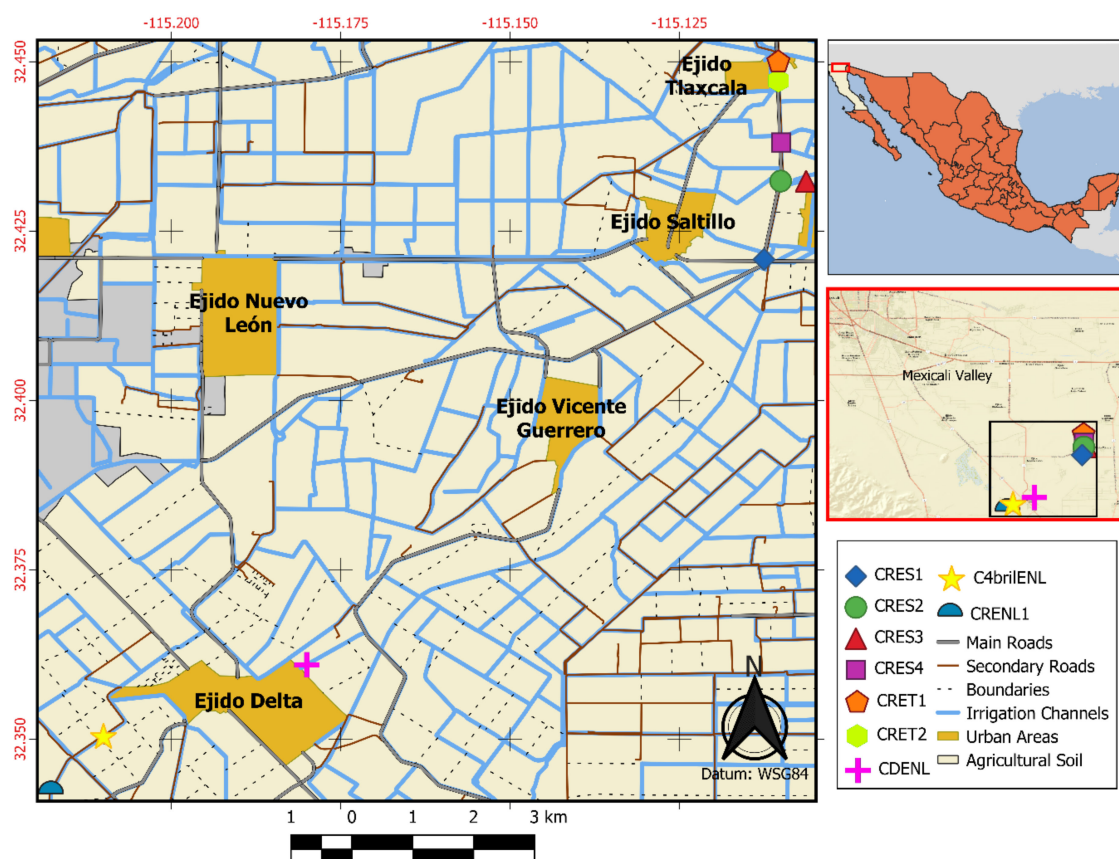 -115.200
-115.175
-115.150
-115.125
32.450
32.425
32.400
32.375
32.350
Ejido
Tlaxcala
Ejido Saltillo
Ejido Nuevo
León
Ejido Vicente
Guerrero
Ejido Delta
N
Datum: WSG84
1 0 1 2 3 km
Mexicali Valley
CRES1
CRES2
CRES3
CRES4
CRET1
CRET2
CDENL
C4brilENL
CRENL1
Main Roads
Secondary Roads
Boundaries
Irrigation Channels
Urban Areas
Agricultural Soil